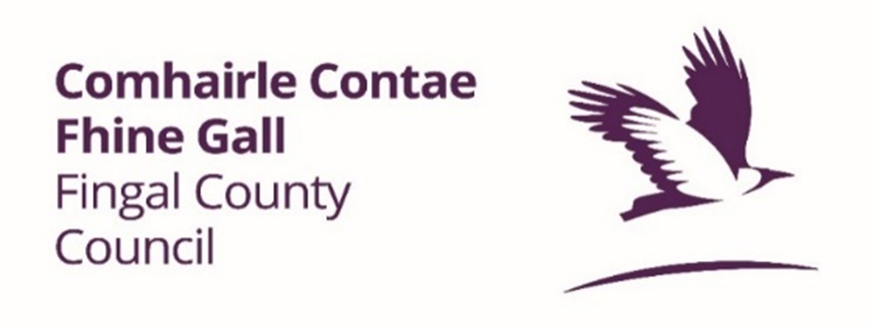 Comhairle Contae
Fhine Gall
Fingal County
Council